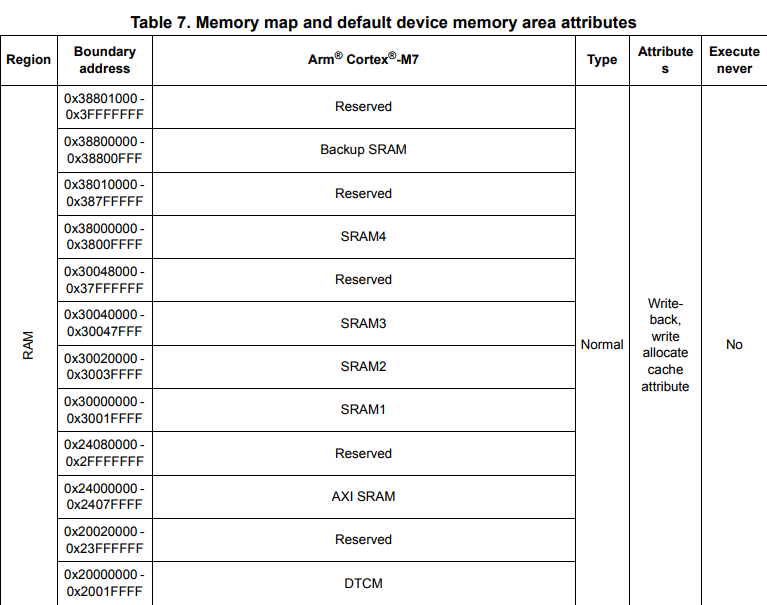 Table 7. Memory map and default device memory area attributes
Region
Boundary
address
Arm® Cortex®-M7
Type
Attribute
s
Execute
never
RAM
0x38801000 -
0x3FFFFFFF
Reserved
0x38800000 -
0x38800FFF
Backup SRAM
0x38010000 -
0x387FFFFF
Reserved
0x38000000 -
0x3800FFFF
SRAM4
0x30048000 -
0x37FFFFFF
Reserved
0x30040000 -
0x30047FFF
SRAM3
0x30020000 -
0x3003FFFF
SRAM2
0x30000000 -
0x3001FFFF
SRAM1
0x24080000 -
0x2FFFFFFF
Reserved
0x24000000 -
0x2407FFFF
AXI SRAM
0x20020000 -
0x23FFFFFF
Reserved
0x20000000 -
0x2001FFFF
DTCM
Normal
Write-
back,
write
allocate
cache
attribute
No